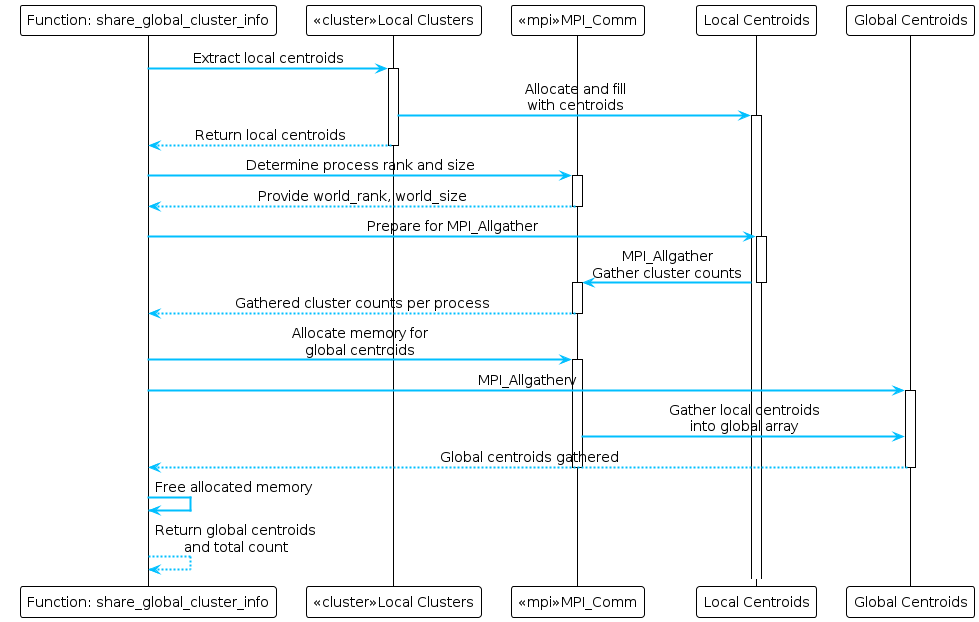 Function: share_global_cluster_info
«cluster»Local Clusters
«mpi»MPI_Comm
Local Centroids
Global Centroids
Extract local centroids
Allocate and fill
with centroids
Return local centroids
Determine process rank and size
Provide world_rank, world_size
Prepare for MPI_Allgather
MPI_Allgather
Gather cluster counts
Gathered cluster counts per process
Allocate memory for
global centroids
MPI_Allgatherv
Gather local centroids
into global array
Global centroids gathered
Free allocated memory
Return global centroids
and total count
Function: share_global_cluster_info
«cluster»Local Clusters
«mpi»MPI_Comm
Local Centroids
Global Centroids